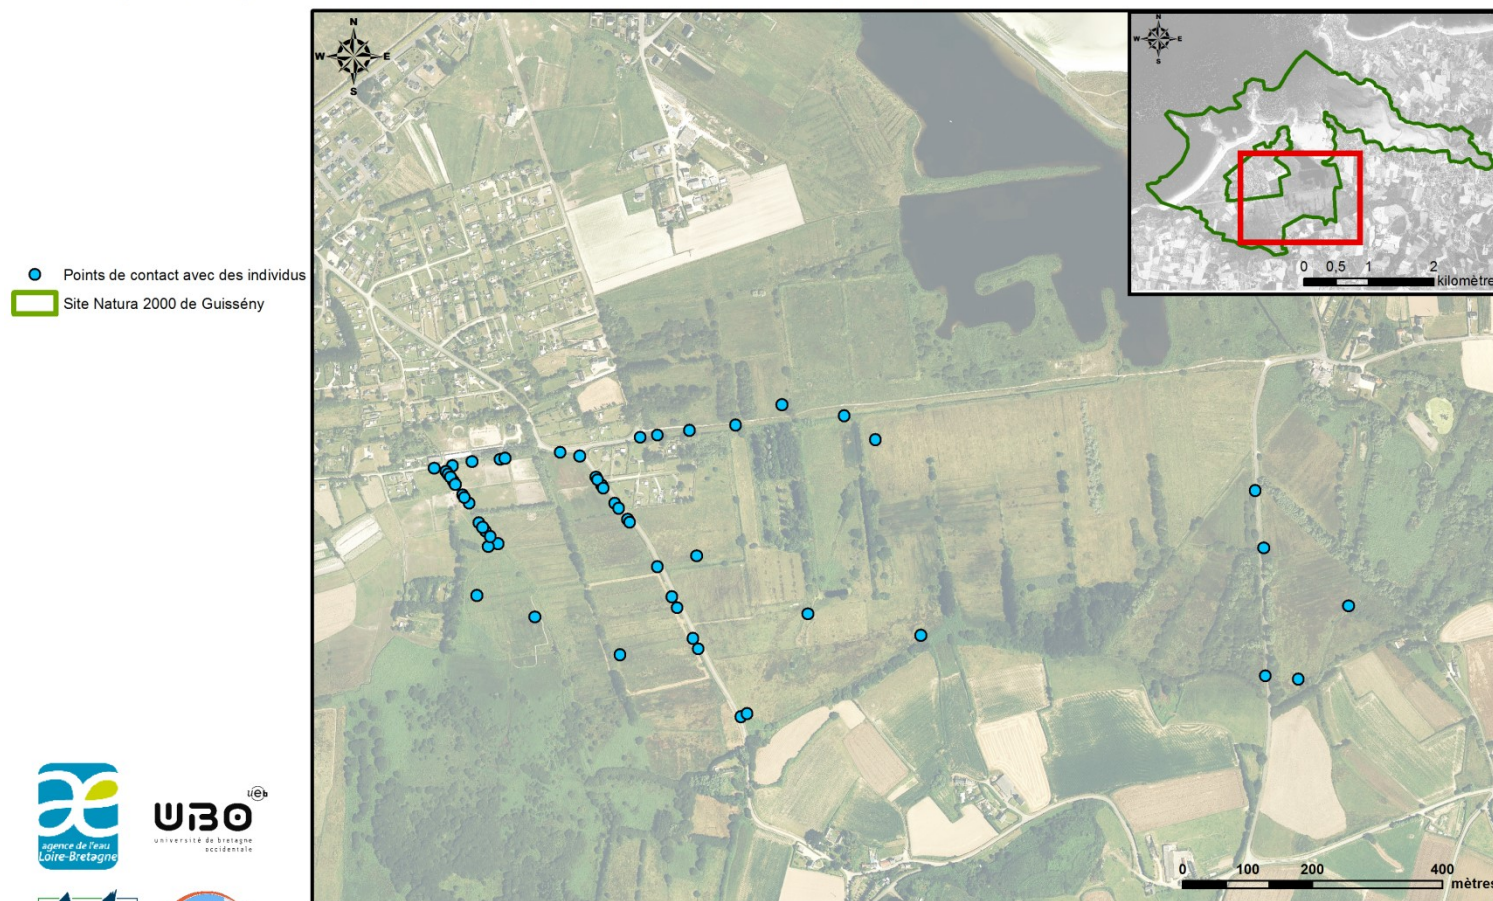 N
W
E
S
N
W
E
S
0 0,5 1 2
kilomètre
Points de contact avec des individus
Site Natura 2000 de Guissény
agence de l'eau
Loire-Bretagne
ueb
UBO
université de bretagne
occidentale
0 100 200 400
mètres